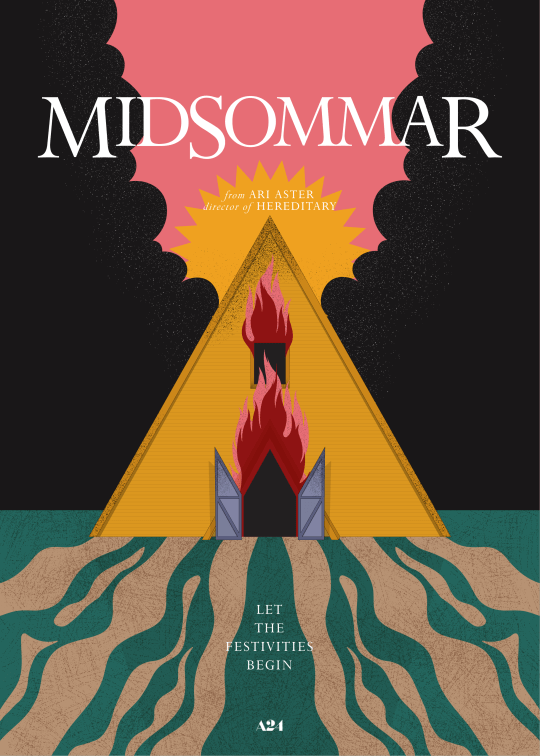 MIDSOMMAR
from ARI ASTER
director of HEREDITARY
LET
THE
FESTIVITIES
BEGIN
A24